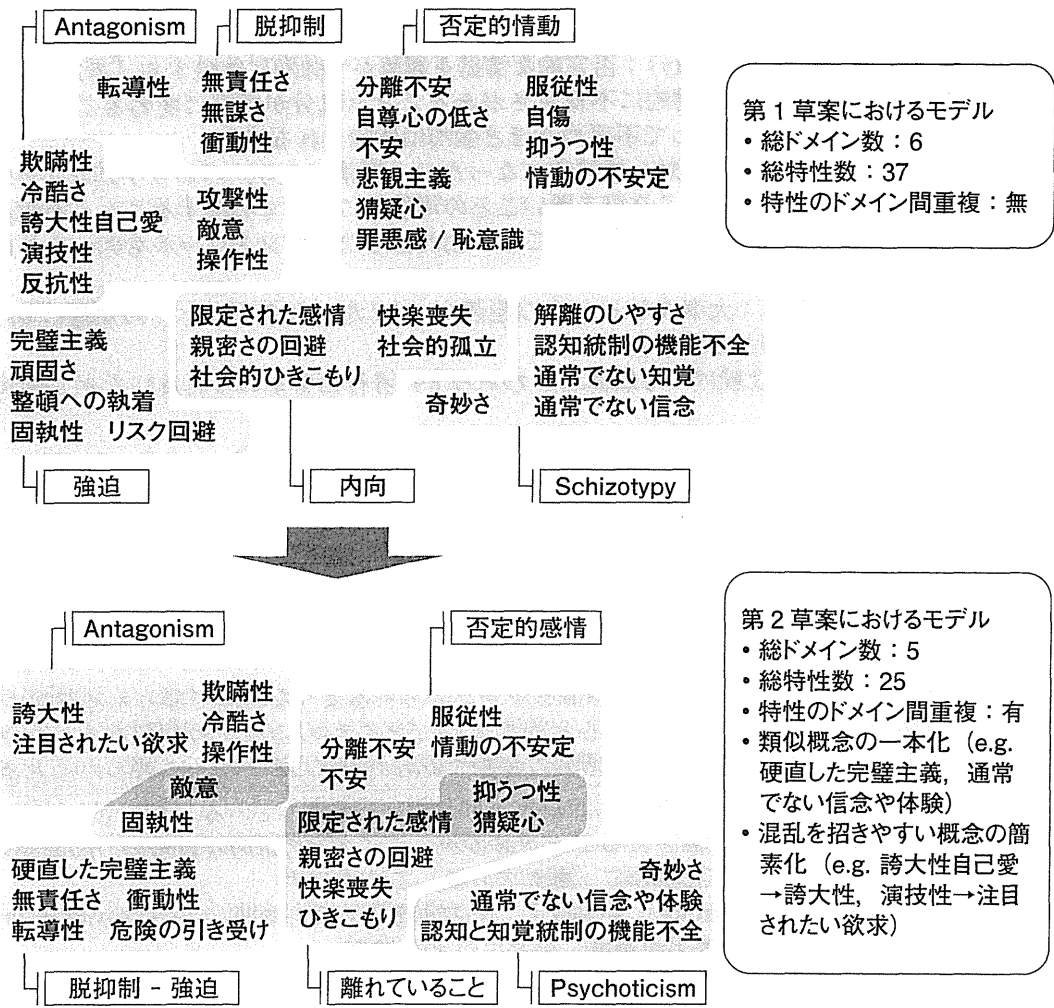 Antagonism
脱抑制
否定的情動
転導性
無責任さ
無謀さ
衝動性
分離不安
自尊心の低さ
不安
悲観主義
猜疑心
罪悪感 / 恥意識
服従性
自傷
抑うつ性
情動の不安定
欺瞞性
冷酷さ
誇大性自己愛
演技性
反抗性
攻撃性
敵意
操作性
完璧主義
頑固さ
整頓への執着
固執性 リスク回避
限定された感情
親密さの回避
社会的ひきこもり
快楽喪失
社会的孤立
奇妙さ
解離のしやすさ
認知統制の機能不全
通常でない知覚
通常でない信念
強迫
内向
Schizotypy
第1草案におけるモデル
・総ドメイン数：6
・総特性数：37
・特性のドメイン間重複：無
Antagonism
否定的感情
誇大性
注目されたい欲求
欺瞞性
冷酷さ
操作性
敵意
固執性
分離不安
不安
服従性
情動の不安定
抑うつ性
猜疑心
限定された感情
親密さの回避
快楽喪失
ひきこもり
硬直した完璧主義
無責任さ 衝動性
転導性 危険の引き受け
奇妙さ
通常でない信念や体験
認知と知覚統制の機能不全
脱抑制 - 強迫
離れていること
Psychoticism
第2草案におけるモデル
・総ドメイン数：5
・総特性数：25
・特性のドメイン間重複：有
・類似概念の一本化（e.g.
硬直した完璧主義，通常
でない信念や体験）
・混乱を招きやすい概念の簡
素化（e.g. 誇大性自己愛
→誇大性，演技性→注目
されたい欲求）